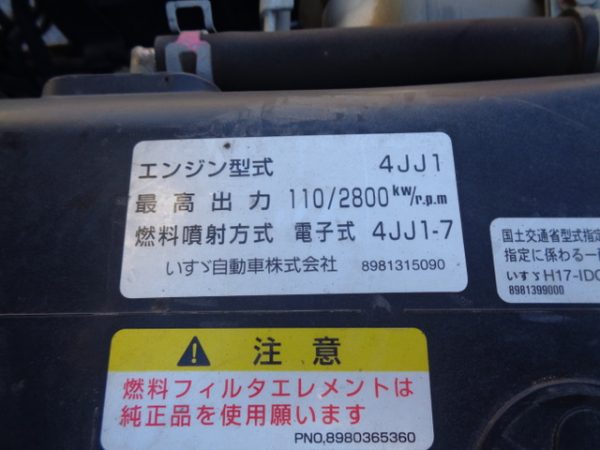 エンジン型式 4JJ1
最高出力 110/2800 kw/r.p.m
燃料噴射方式 電子式 4JJ1-7
いすゞ自動車株式会社 8981315090
国土交通省型式指定
指定に係わる一
いすゞH17-IDC
8981399000
注意
燃料フィルタエレメントは
純正品を使用願います
PNO,8980365360